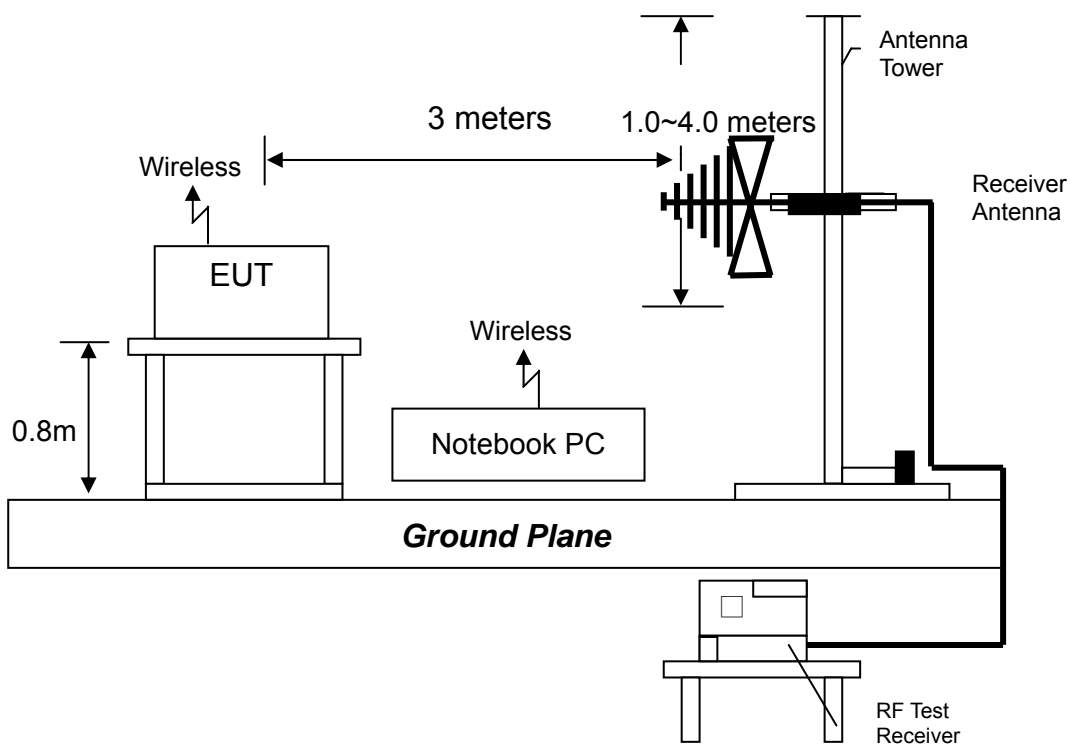 Antenna
Tower
3 meters
1.0~4.0 meters
Wireless
Receiver
Antenna
EUT
Wireless
0.8m
Notebook PC
Ground Plane
RF Test
Receiver